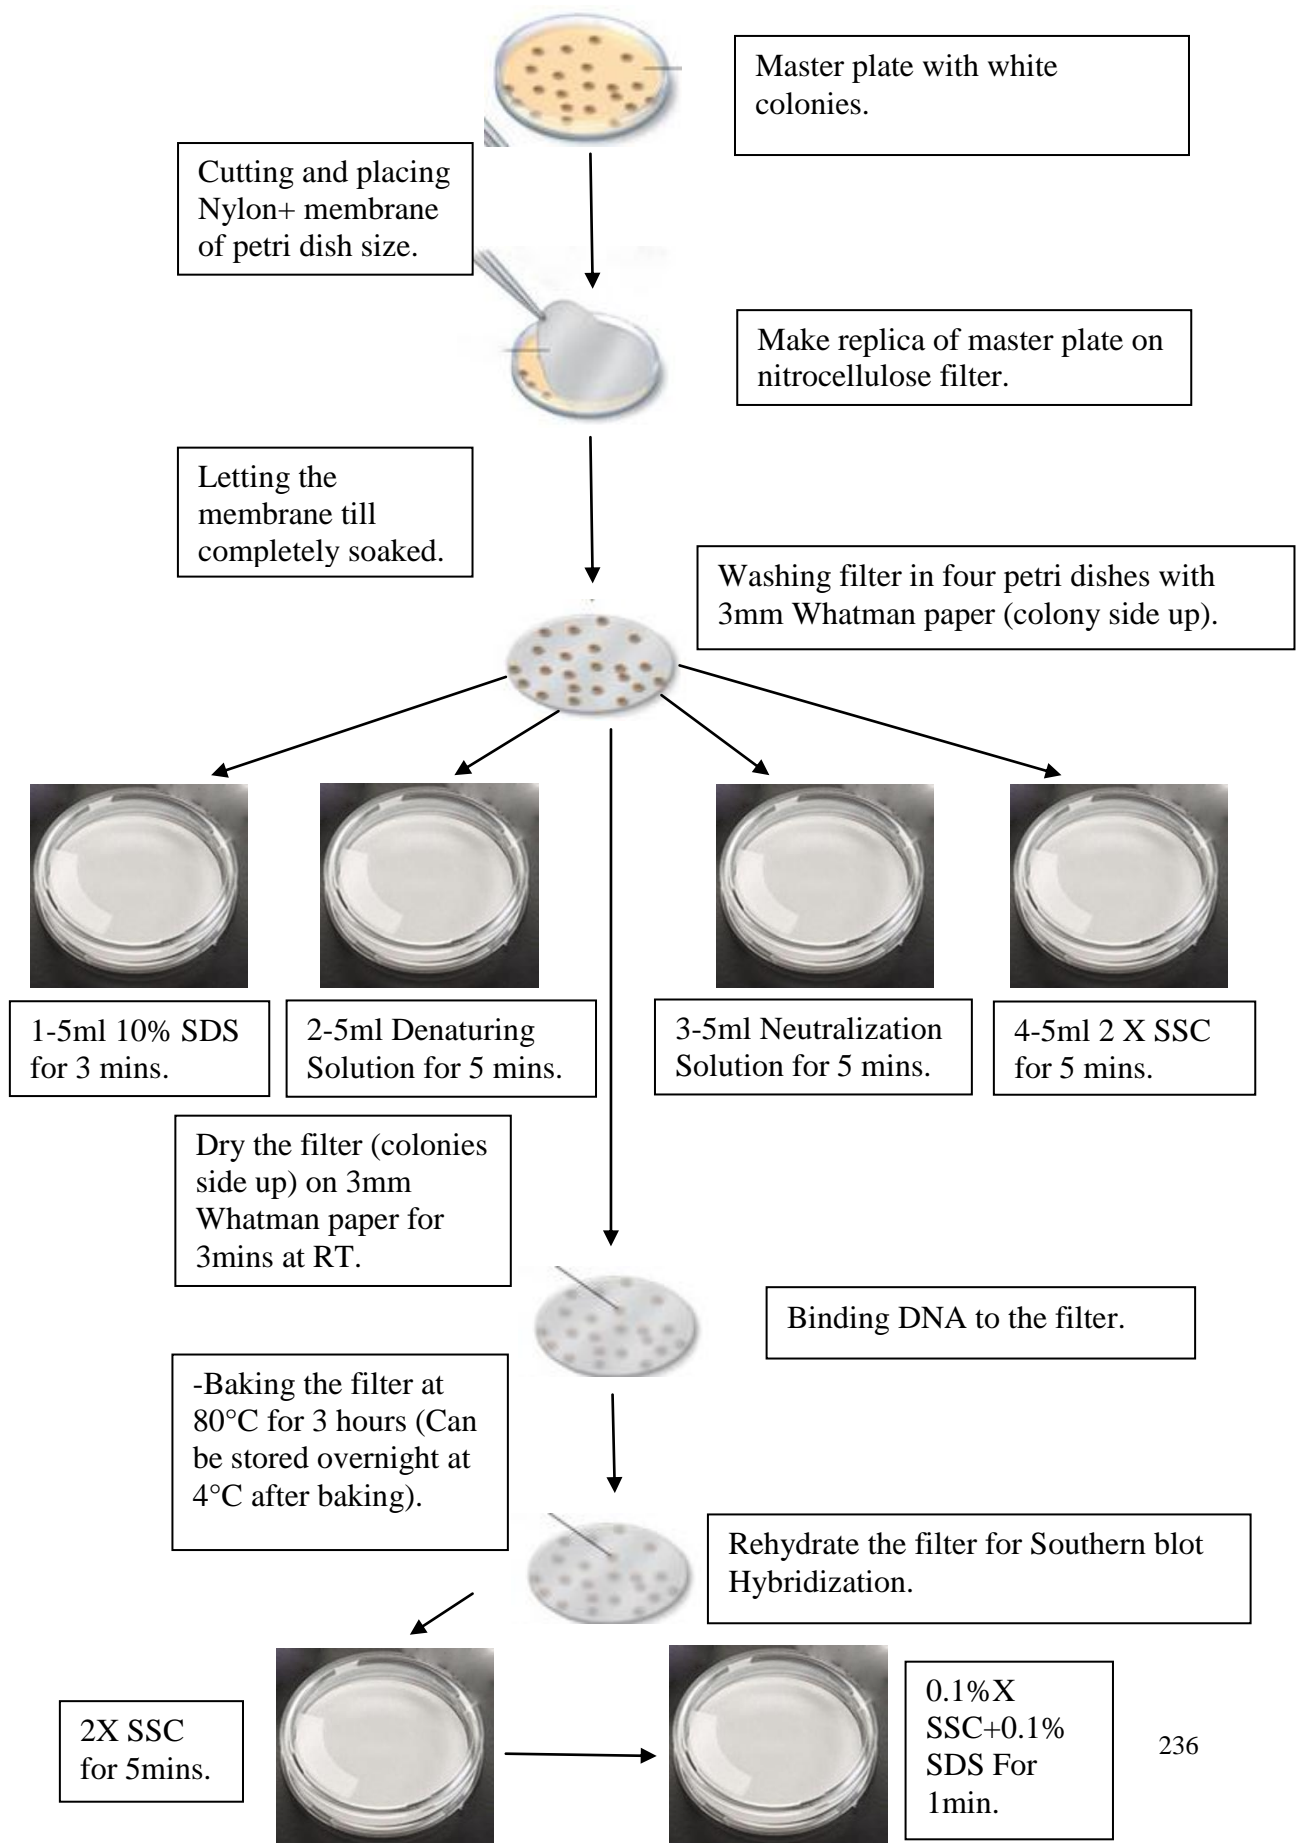 Master plate with white
colonies.
Cutting and placing
Nylon+ membrane
of petri dish size.
Make replica of master plate on
nitrocellulose filter.
Letting the
membrane till
completely soaked.
Washing filter in four petri dishes with
3mm Whatman paper (colony side up).
1-5ml 10% SDS
for 3 mins.
2-5ml Denaturing
Solution for 5 mins.
3-5ml Neutralization
Solution for 5 mins.
4-5ml 2 X SSC
for 5 mins.
Dry the filter (colonies
side up) on 3mm
Whatman paper for
3mins at RT.
Binding DNA to the filter.
-Baking the filter at
80°C for 3 hours (Can
be stored overnight at
4°C after baking).
Rehydrate the filter for Southern blot
Hybridization.
2X SSC
for 5mins.
0.1%X
SSC+0.1%
SDS For
1min.
236